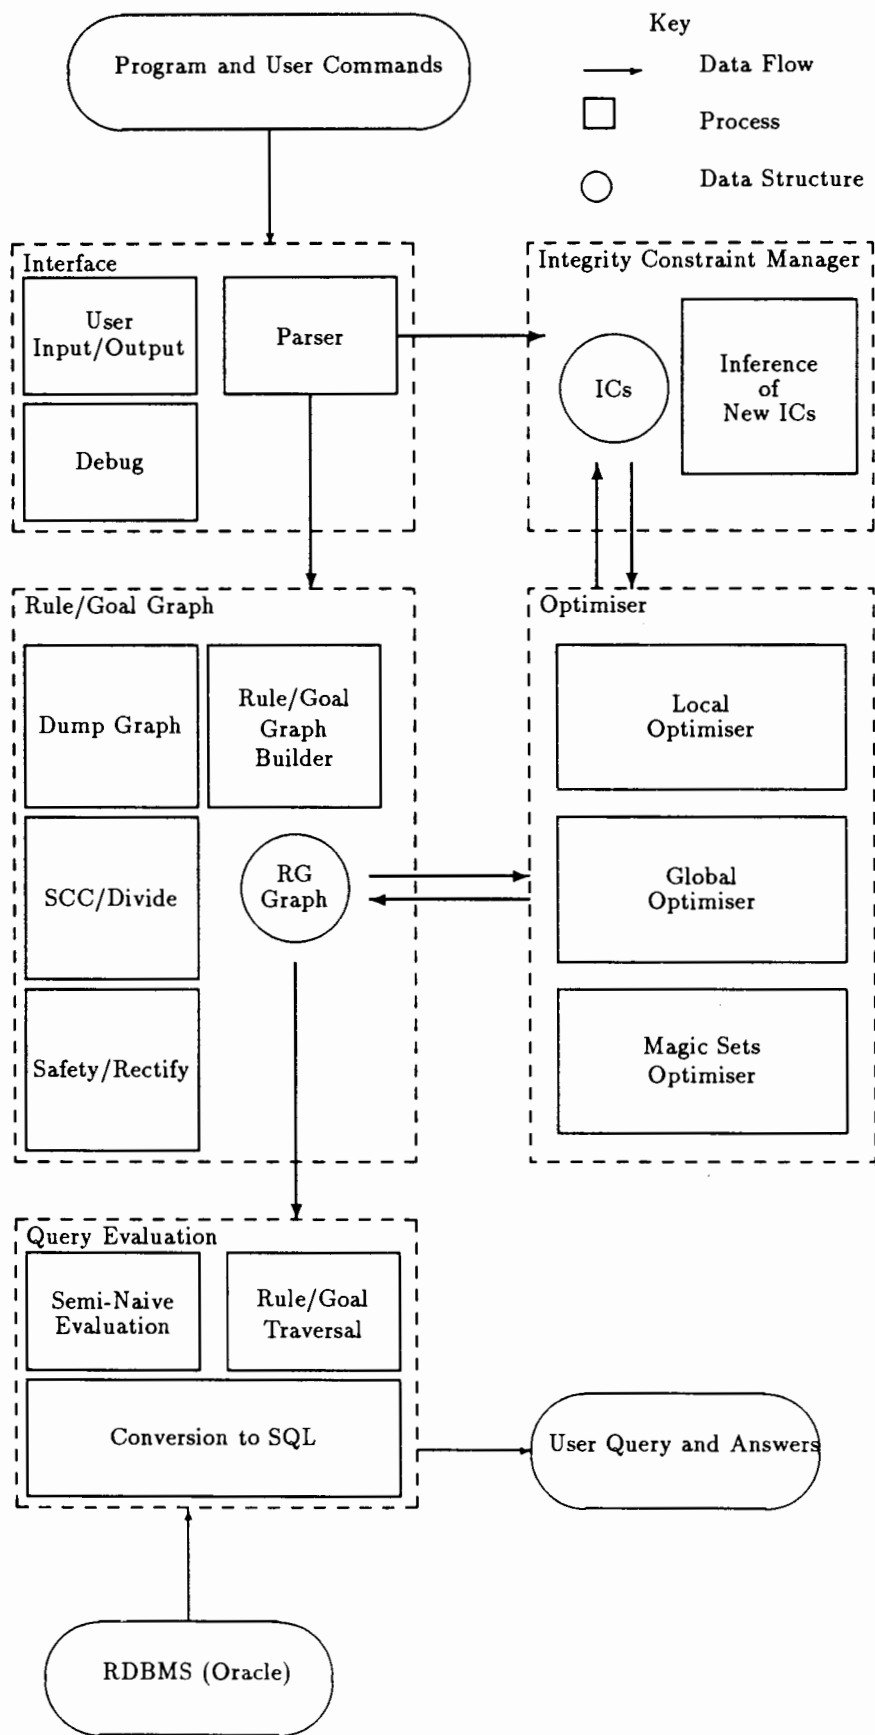 Program and User Commands
Key
Data Flow
Process
Data Structure
Interface
User
Input/Output
Parser
Debug
Integrity Constraint Manager
ICs
Inference
of
New ICs
Rule/Goal Graph
Dump Graph
Rule/Goal
Graph
Builder
SCC/Divide
RG
Graph
Safety/Rectify
Optimiser
Local
Optimiser
Global
Optimiser
Magic Sets
Optimiser
Query Evaluation
Semi-Naive
Evaluation
Rule/Goal
Traversal
Conversion to SQL
User Query and Answers
RDBMS (Oracle)